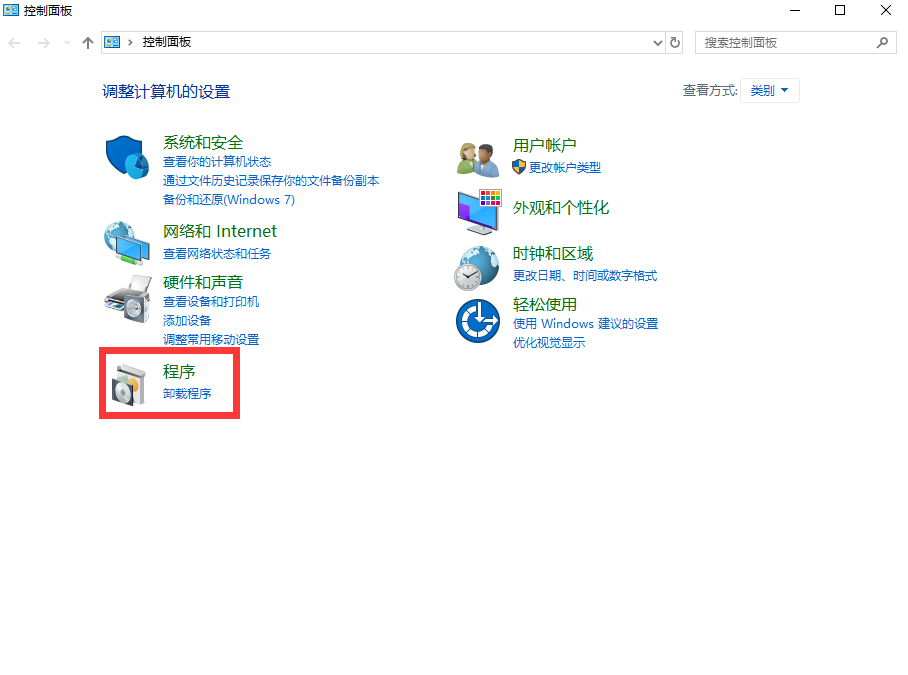 控制面板
控制面板
搜索控制面板
调整计算机的设置
查看方式:
类别
系统和安全
查看你的计算机状态
通过文件历史记录保存你的文件备份副本
备份和还原(Windows 7)
网络和 Internet
查看网络状态和任务
硬件和声音
查看设备和打印机
添加设备
调整常用移动设置
程序
卸载程序
用户帐户
更改帐户类型
外观和个性化
时钟和区域
更改日期、时间或数字格式
轻松使用
使用 Windows 建议的设置
优化视觉显示